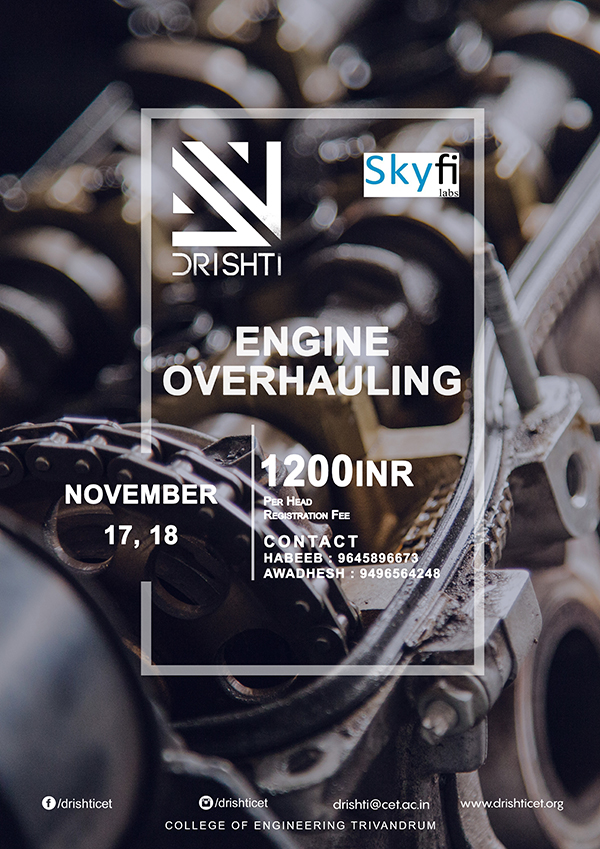 DRISHTI
Skyfi
labs
ENGINE
OVERHAULING
NOVEMBER
17, 18
1200INR
Per Head
Registration Fee
CONTACT
HABEEB : 9645896673
AWADHESH : 9496564248
/drishticet
/drishticet
drishti@cet.ac.in
www.drishticet.org
COLLEGE OF ENGINEERING TRIVANDRUM